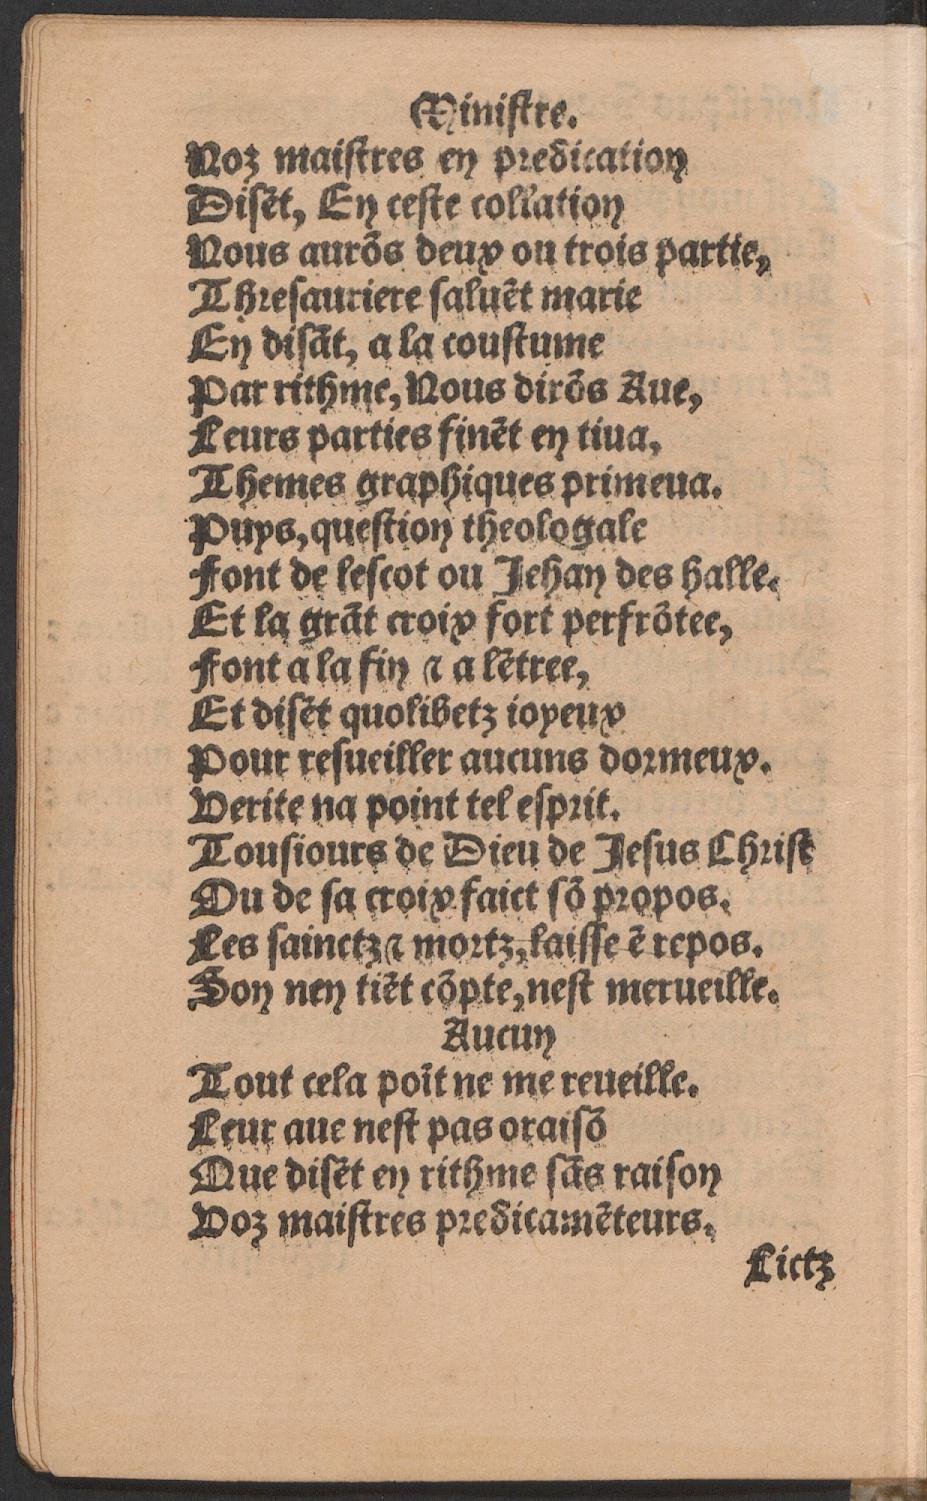 Ministre.
Noz maistres en predication
Disēt, En ceste collation
Nous aurōs deux ou trois partie,
Thresauriere saluēt marie
En disāt, a la coustume
Par rithme, Nous dirōs Aue,
Leurs parties finēt en tiua,
Themes graphiques primeua.
Puys, question theologale
Font de lescot ou Jehan des halle.
Et la grāt croix fort perfrōtee,
Font a la fin ⁊ a lētree,
Et disēt quolibetz ioyeux
Pour resueiller aucuns dormeux.
Verite na point tel esprit.
Tousiours de Dieu de Jesus Christ
Ou de sa croix faict sō propos.
Les sainctz ⁊ mortz, laisse ē repos.
Son nen tiēt cōpte, nest merueille.
Aucun
Tout cela poīt ne me reueille.
Leur aue nest pas oraisō
Que disēt en rithme sās raison
Voz maistres predicamēteurs.
Lictz